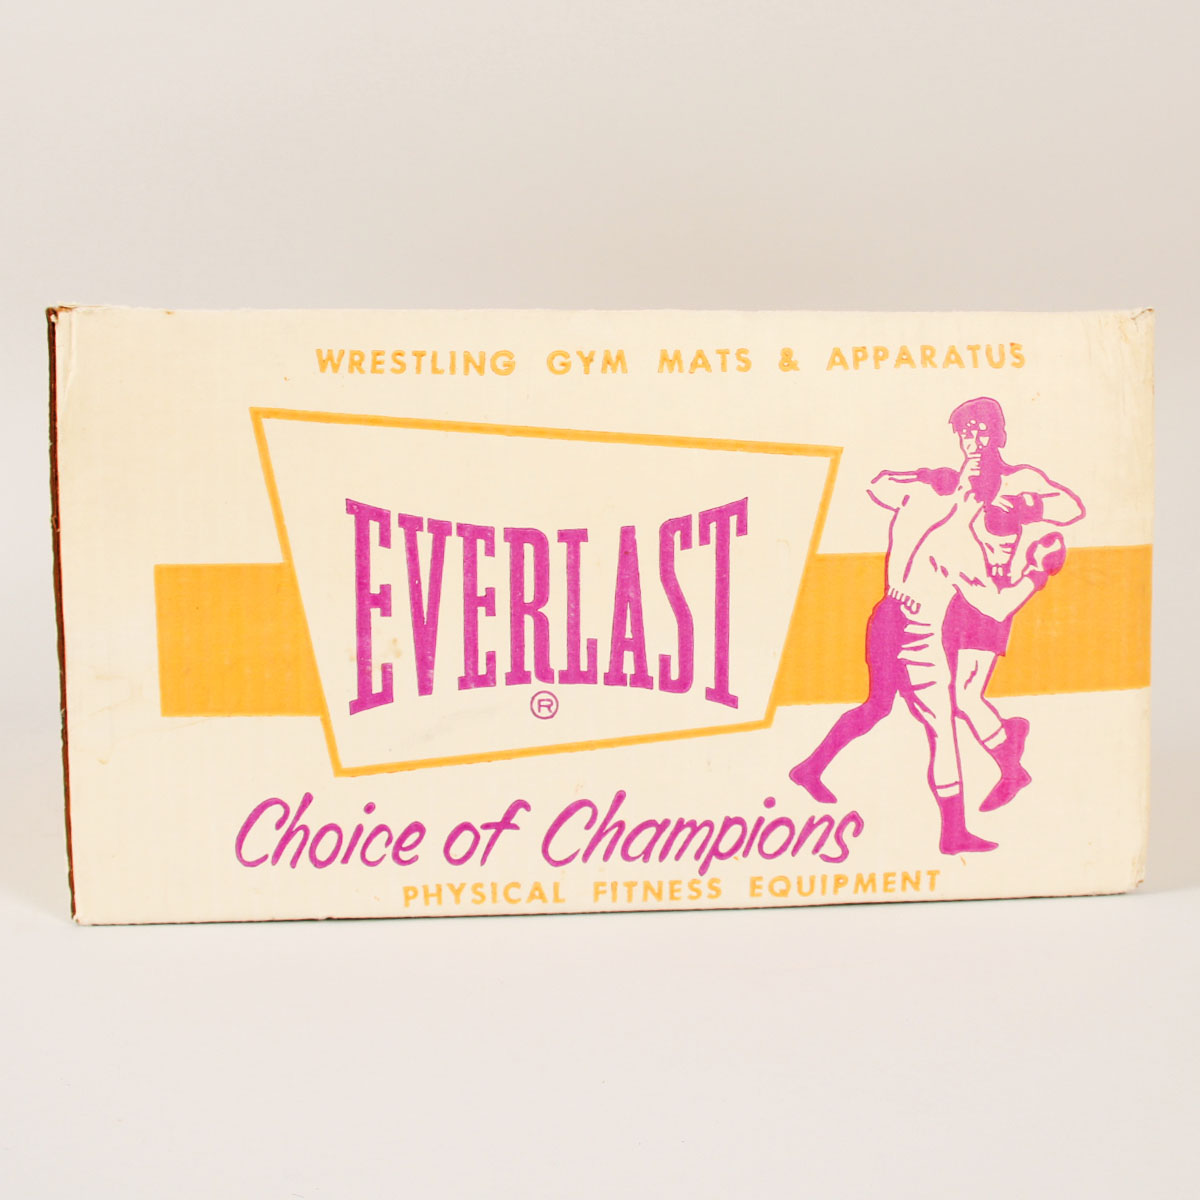 WRESTLING GYM MATS & APPARATUS
EVERLAST
®
Choice of Champions
PHYSICAL FITNESS EQUIPMENT